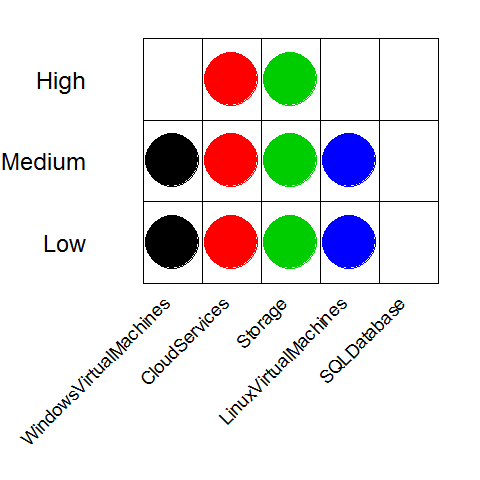 High
Medium
Low
WindowsVirtualMachines
CloudServices
Storage
LinuxVirtualMachines
SQLDatabase